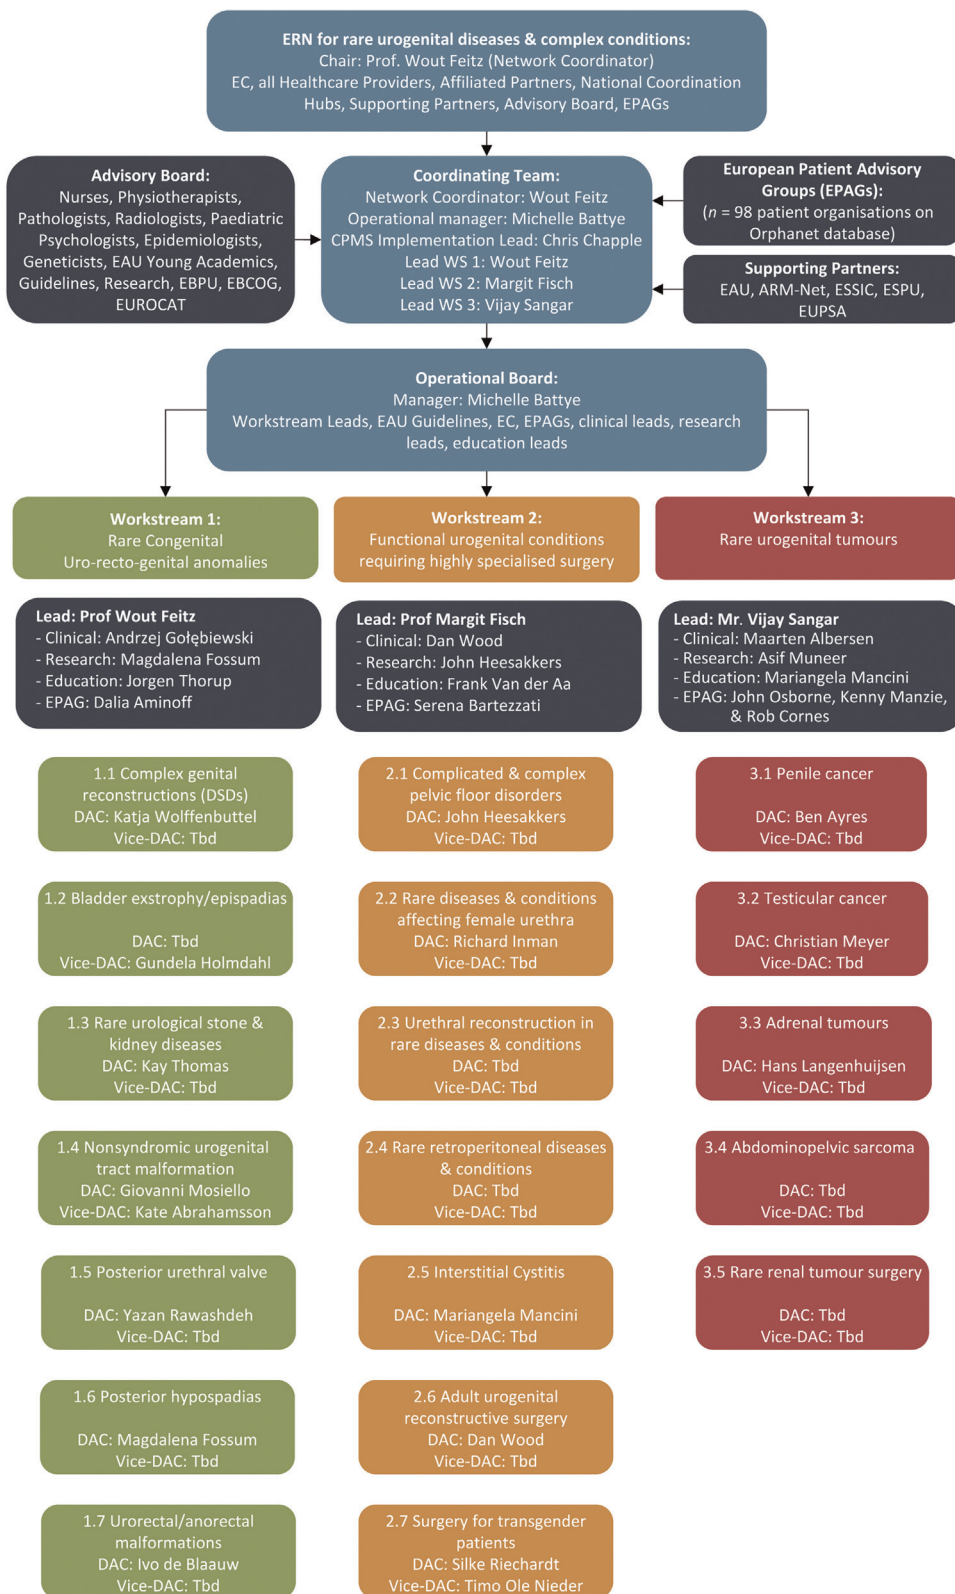 ERN for rare urogenital diseases & complex conditions:
Chair: Prof. Wout Feitz (Network Coordinator)
EC, all Healthcare Providers, Affiliated Partners, National Coordination
Hubs, Supporting Partners, Advisory Board, EPAGs
Advisory Board:
Nurses, Physiotherapists,
Pathologists, Radiologists, Paediatric
Psychologists, Epidemiologists,
Geneticists, EAU Young Academics,
Guidelines, Research, EBPU, EBCOG,
EUROCAT
Coordinating Team:
Network Coordinator: Wout Feitz
Operational manager: Michelle Battye
CPMS Implementation Lead: Chris Chapple
Lead WS 1: Wout Feitz
Lead WS 2: Margit Fisch
Lead WS 3: Vijay Sangar
European Patient Advisory
Groups (EPAGs):
(n = 98 patient organisations on
Orphanet database)
Supporting Partners:
EAU, ARM-Net, ESSIC, ESPU,
EUPSA
Operational Board:
Manager: Michelle Battye
Workstream Leads, EAU Guidelines, EC, EPAGs, clinical leads, research
leads, education leads
Workstream 1:
Rare Congenital
Uro-recto-genital anomalies
Workstream 2:
Functional urogenital conditions
requiring highly specialised surgery
Workstream 3:
Rare urogenital tumours
Lead: Prof Wout Feitz
- Clinical: Andrzej Gołębiewski
- Research: Magdalena Fossum
- Education: Jorgen Thorup
- EPAG: Dalia Aminoff
Lead: Prof Margit Fisch
- Clinical: Dan Wood
- Research: John Heesakkers
- Education: Frank Van der Aa
- EPAG: Serena Bartezzati
Lead: Mr. Vijay Sangar
- Clinical: Maarten Albersen
- Research: Asif Muneer
- Education: Mariangela Mancini
- EPAG: John Osborne, Kenny Manzie,
& Rob Cornes
1.1 Complex genital
reconstructions (DSDs)
DAC: Katja Wolffenbuttel
Vice-DAC: Tbd
2.1 Complicated & complex
pelvic floor disorders
DAC: John Heesakkers
Vice-DAC: Tbd
3.1 Penile cancer
DAC: Ben Ayres
Vice-DAC: Tbd
1.2 Bladder exstrophy/epispadias
DAC: Tbd
Vice-DAC: Gundela Holmdahl
2.2 Rare diseases & conditions
affecting female urethra
DAC: Richard Inman
Vice-DAC: Tbd
3.2 Testicular cancer
DAC: Christian Meyer
Vice-DAC: Tbd
1.3 Rare urological stone &
kidney diseases
DAC: Kay Thomas
Vice-DAC: Tbd
2.3 Urethral reconstruction in
rare diseases & conditions
DAC: Tbd
Vice-DAC: Tbd
3.3 Adrenal tumours
DAC: Hans Langenhuijsen
Vice-DAC: Tbd
1.4 Nonsyndromic urogenital
tract malformation
DAC: Giovanni Mosiello
Vice-DAC: Kate Abrahamsson
2.4 Rare retroperitoneal diseases
& conditions
DAC: Tbd
Vice-DAC: Tbd
3.4 Abdominopelvic sarcoma
DAC: Tbd
Vice-DAC: Tbd
1.5 Posterior urethral valve
DAC: Yazan Rawashdeh
Vice-DAC: Tbd
2.5 Interstitial Cystitis
DAC: Mariangela Mancini
Vice-DAC: Tbd
3.5 Rare renal tumour surgery
DAC: Tbd
Vice-DAC: Tbd
1.6 Posterior hypospadias
DAC: Magdalena Fossum
Vice-DAC: Tbd
2.6 Adult urogenital
reconstructive surgery
DAC: Dan Wood
Vice-DAC: Tbd
1.7 Urorectal/anorectal
malformations
DAC: Ivo de Blaauw
Vice-DAC: Tbd
2.7 Surgery for transgender
patients
DAC: Silke Riechardt
Vice-DAC: Timo Ole Nieder